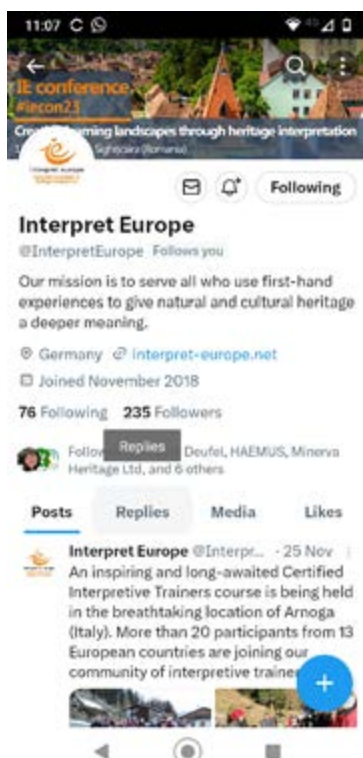 11:07
IE conference
#iecon23
landscapes through heritage interpretation
Sighișoara (Romania)
interpret europe
Following
Interpret Europe
@InterpretEurope Follows you
Our mission is to serve all who use first-hand
experiences to give natural and cultural heritage
a deeper meaning.
Germany interpret-europe.net
Joined November 2018
76 Following 235 Followers
Replies
Deufel, HAEMUS, Minerva
Heritage Ltd, and 6 others
Posts Replies Media Likes
Interpret Europe @Interpr... · 25 Nov
An inspiring and long-awaited Certified
Interpretive Trainers course is being held
in the breathtaking location of Arnoga
(Italy). More than 20 participants from 13
European countries are joining our
community of interpretive